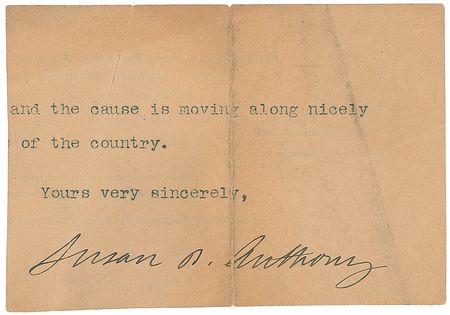 and the cause is moving along nicely
of the country.
Yours very sincerely,
Susan B. Anthony